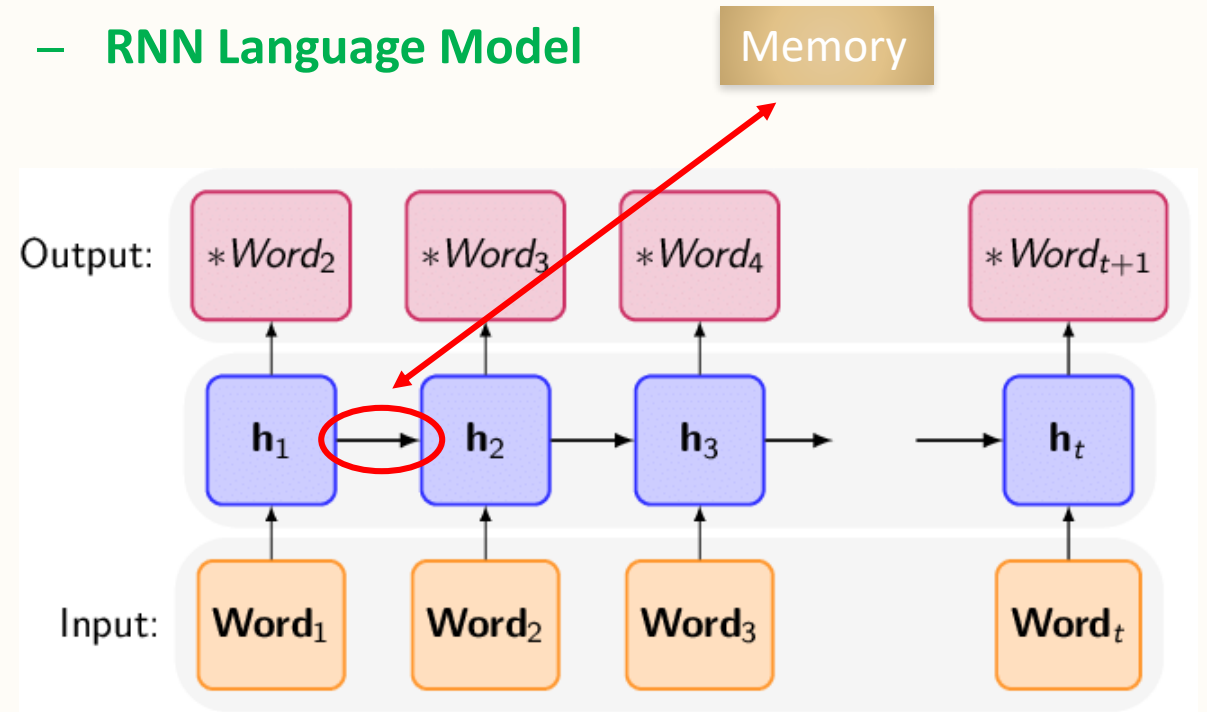 – RNN Language Model
Memory
Output: *Word₂ *Word₃ *Word₄ *Wordₜ₊₁
h₁ h₂ h₃ hₜ
Input: Word₁ Word₂ Word₃ Wordₜ